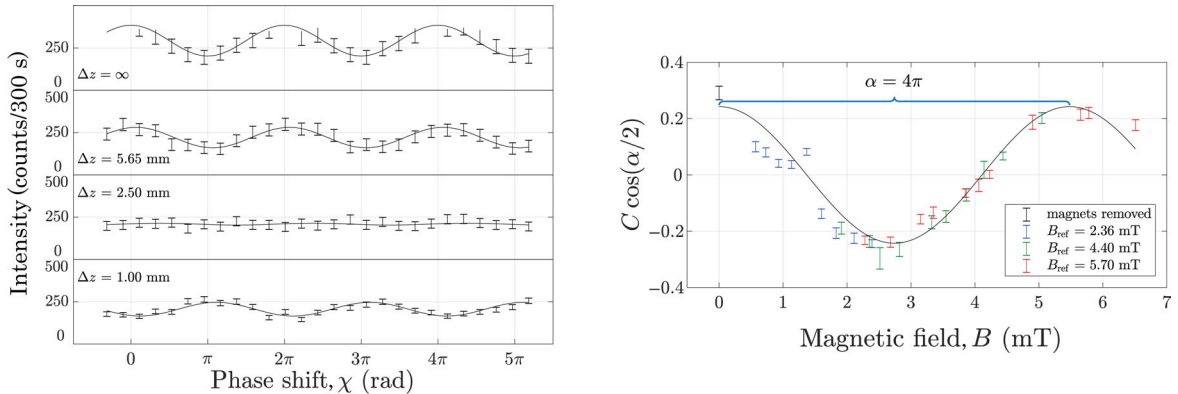 Intensity (counts/300 s)
250
0
Δz = ∞
500
250
0
Δz = 5.65 mm
500
250
0
Δz = 2.50 mm
500
250
0
Δz = 1.00 mm
0 π 2π 3π 4π 5π
Phase shift, χ (rad)
C cos(α/2)
0.4
0.2
0
−0.2
−0.4
α = 4π
magnets removed
B_ref = 2.36 mT
B_ref = 4.40 mT
B_ref = 5.70 mT
0 1 2 3 4 5 6 7
Magnetic field, B (mT)